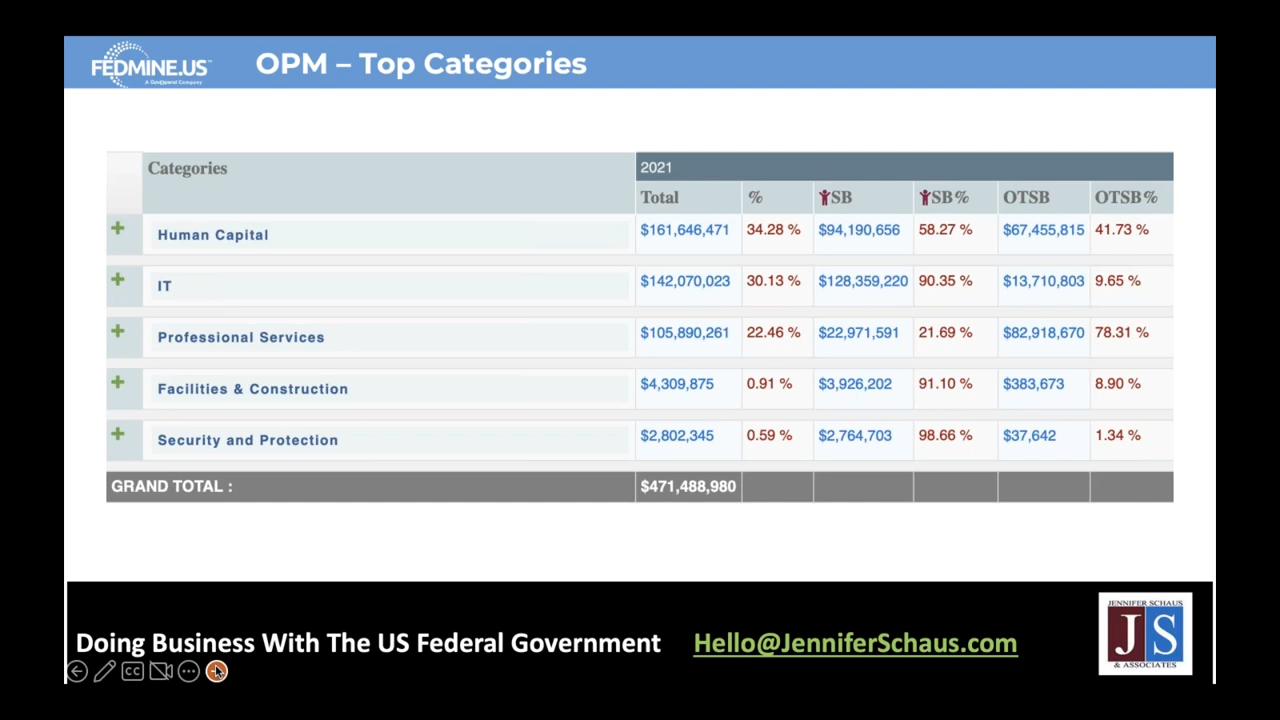 FEDMINE.US™
A GovSpend Company
OPM – Top Categories
Categories
2021
Total % SB SB% OTSB OTSB%
Human Capital $161,646,471 34.28 % $94,190,656 58.27 % $67,455,815 41.73 %
IT $142,070,023 30.13 % $128,359,220 90.35 % $13,710,803 9.65 %
Professional Services $105,890,261 22.46 % $22,971,591 21.69 % $82,918,670 78.31 %
Facilities & Construction $4,309,875 0.91 % $3,926,202 91.10 % $383,673 8.90 %
Security and Protection $2,802,345 0.59 % $2,764,703 98.66 % $37,642 1.34 %
GRAND TOTAL : $471,488,980
Doing Business With The US Federal Government Hello@JenniferSchaus.com
JENNIFER SCHAUS
J S
& ASSOCIATES
CC